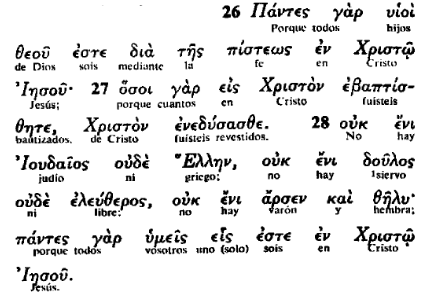 26 Πάντες γὰρ υἱοὶ
Porque todos hijos
θεοῦ ἐστε διὰ τῆς πίστεως ἐν Χριστῷ
de Dios sois mediante la fe en Cristo
Ἰησοῦ· 27 ὅσοι γὰρ εἰς Χριστὸν ἐβαπτίσ-
Jesús; porque cuantos en Cristo fuisteis
θητε, Χριστὸν ἐνεδύσασθε. 28 οὐκ ἔνι
bautizados, de Cristo fuisteis revestidos. No hay
Ἰουδαῖος οὐδὲ Ἕλλην, οὐκ ἔνι δοῦλος
judío ni griego; no hay 1siervo
οὐδὲ ἐλεύθερος, οὐκ ἔνι ἄρσεν καὶ θῆλυ·
ni libre; no hay varón y hembra;
πάντες γὰρ ὑμεῖς εἷς ἐστε ἐν Χριστῷ
porque todos vosotros uno (solo) sois en Cristo
Ἰησοῦ.
Jesús.